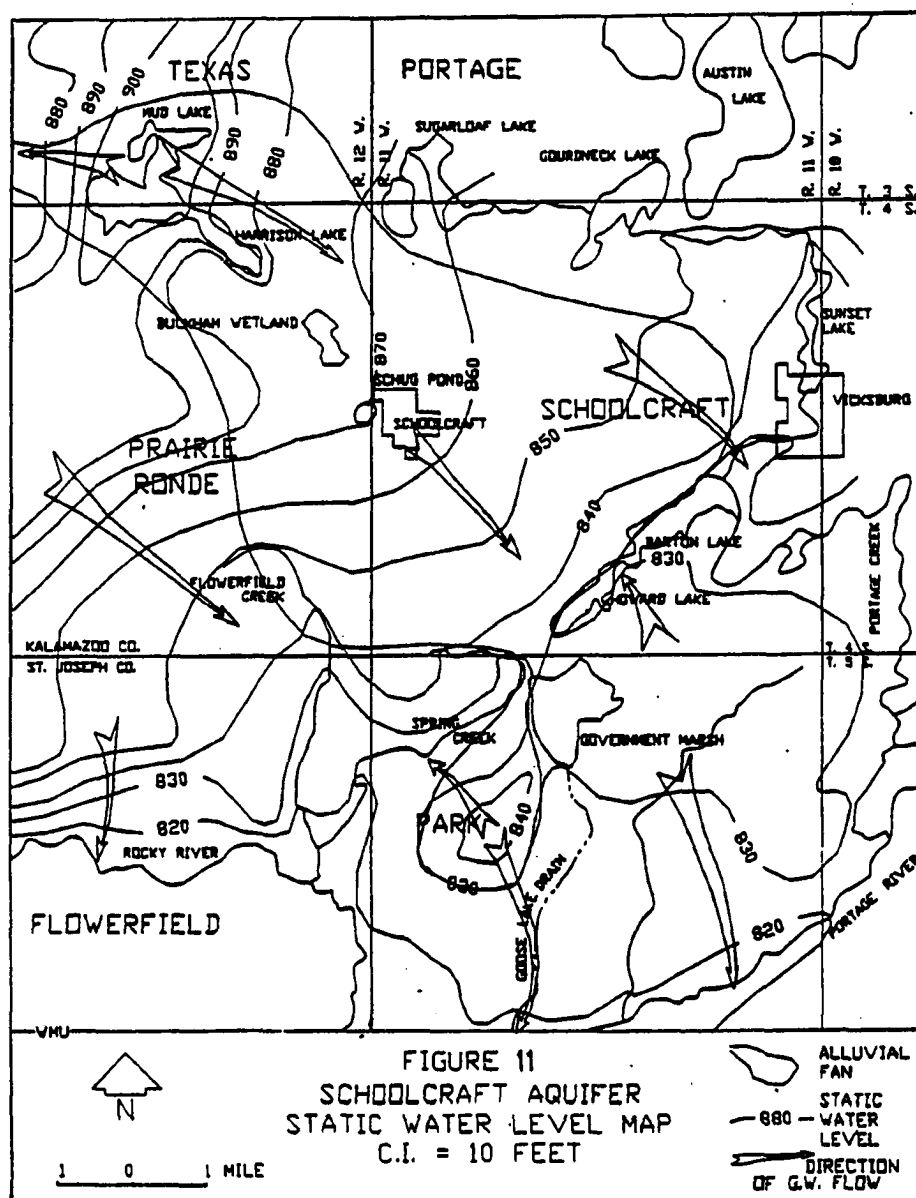 TEXAS
PORTAGE
AUSTIN
LAKE
880
890
900
MUD LAKE
890
880
SUGARLOAF LAKE
GOURDNECK LAKE
R. 12 W.
R. 11 W.
R. 11 W.
R. 10 W.
T. 3 S.
T. 4 S.
HARRISON LAKE
BUCKHAM WETLAND
SUNSET
LAKE
870
860
SCHUG POND
SCHOOLCRAFT
SCHOOLCRAFT
VICKSBURG
850
PRAIRIE
RONDE
840
BARTON LAKE
830
HOWARD LAKE
PORTAGE CREEK
FLOWERFIELD
CREEK
KALAMAZOO CO.
ST. JOSEPH CO.
T. 4 S.
T. 5 S.
SPRING
CREEK
GOVERNMENT MARSH
830
820
PARK
840
830
ROCKY RIVER
830
GOOSE LAKE DRAIN
820
PORTAGE RIVER
FLOWERFIELD
WMU
N
1 0 1 MILE
FIGURE 11
SCHOOLCRAFT AQUIFER
STATIC WATER LEVEL MAP
C.I. = 10 FEET
ALLUVIAL
FAN
880
STATIC
WATER
LEVEL
DIRECTION
OF G.W. FLOW